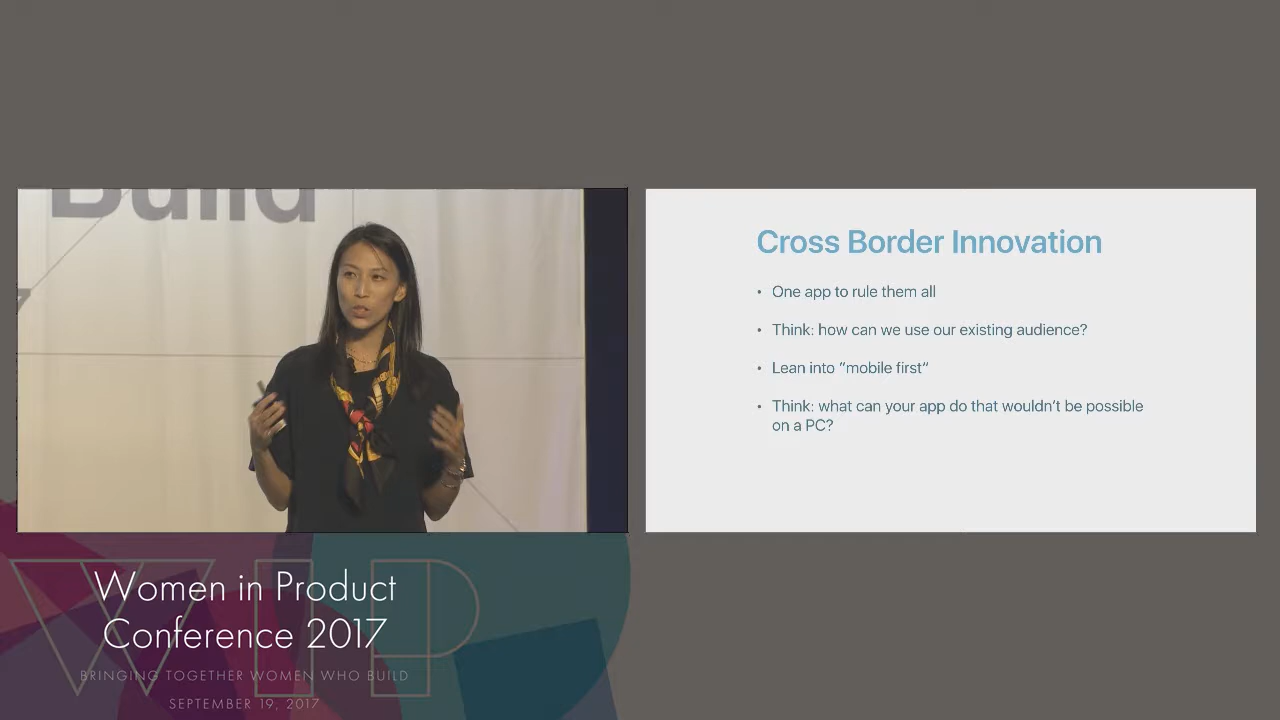 Build
Cross Border Innovation
• One app to rule them all
• Think: how can we use our existing audience?
• Lean into “mobile first“
• Think: what can your app do that wouldn’t be possible
on a PC?
WIP
Women in Product
Conference 2017
BRINGING TOGETHER WOMEN WHO BUILD
SEPTEMBER 19, 2017